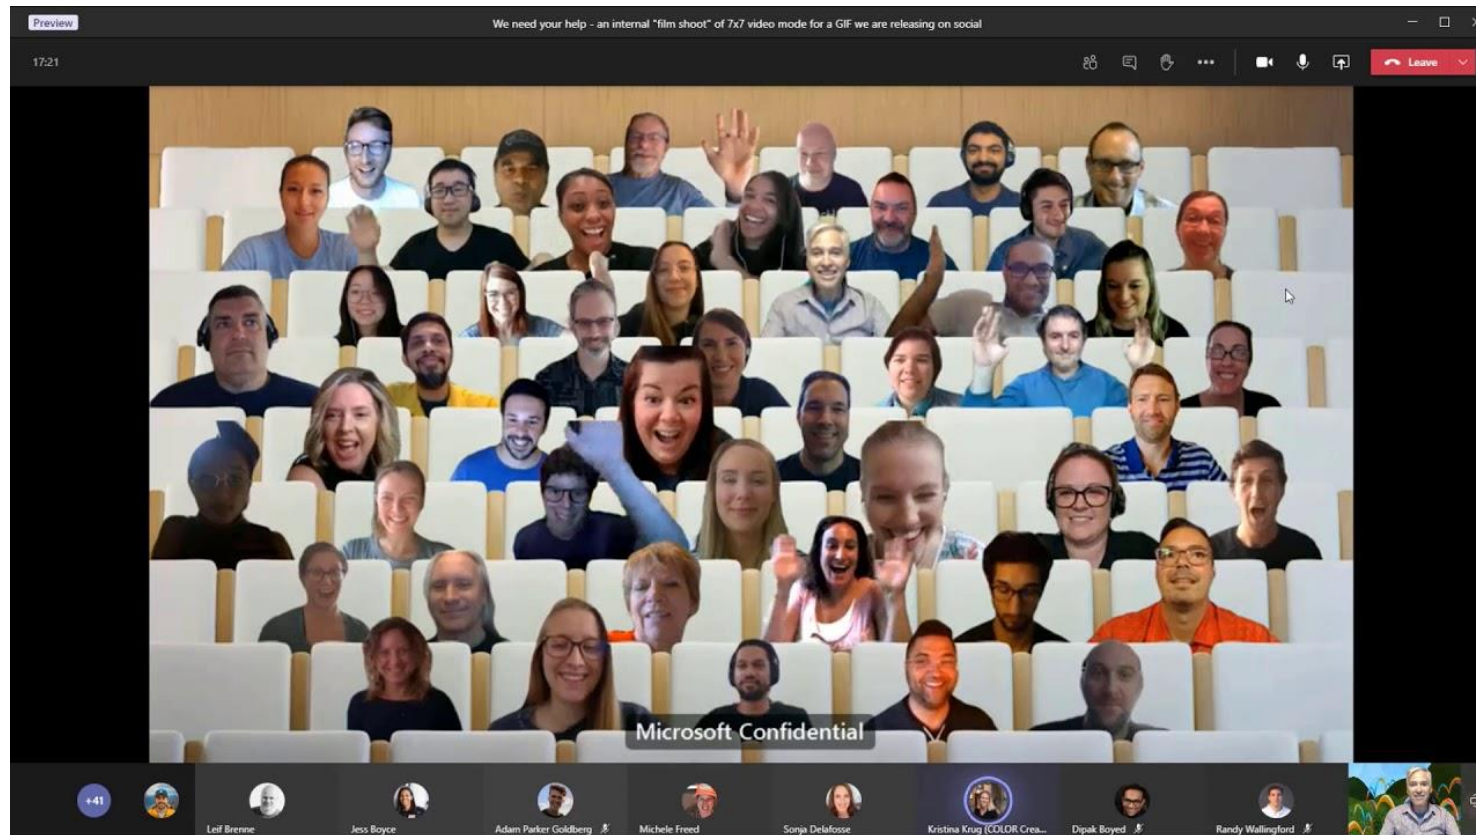 Preview
We need your help - an internal "film shoot" of 7x7 video mode for a GIF we are releasing on social
17:21
Leave
Microsoft Confidential
+41
Leif Brenne
Jess Boyce
Adam Parker Goldberg
Michele Freed
Sonja Delafosse
Kristina Krug (COLOR Crea...
Dipak Boyed
Randy Wallingford